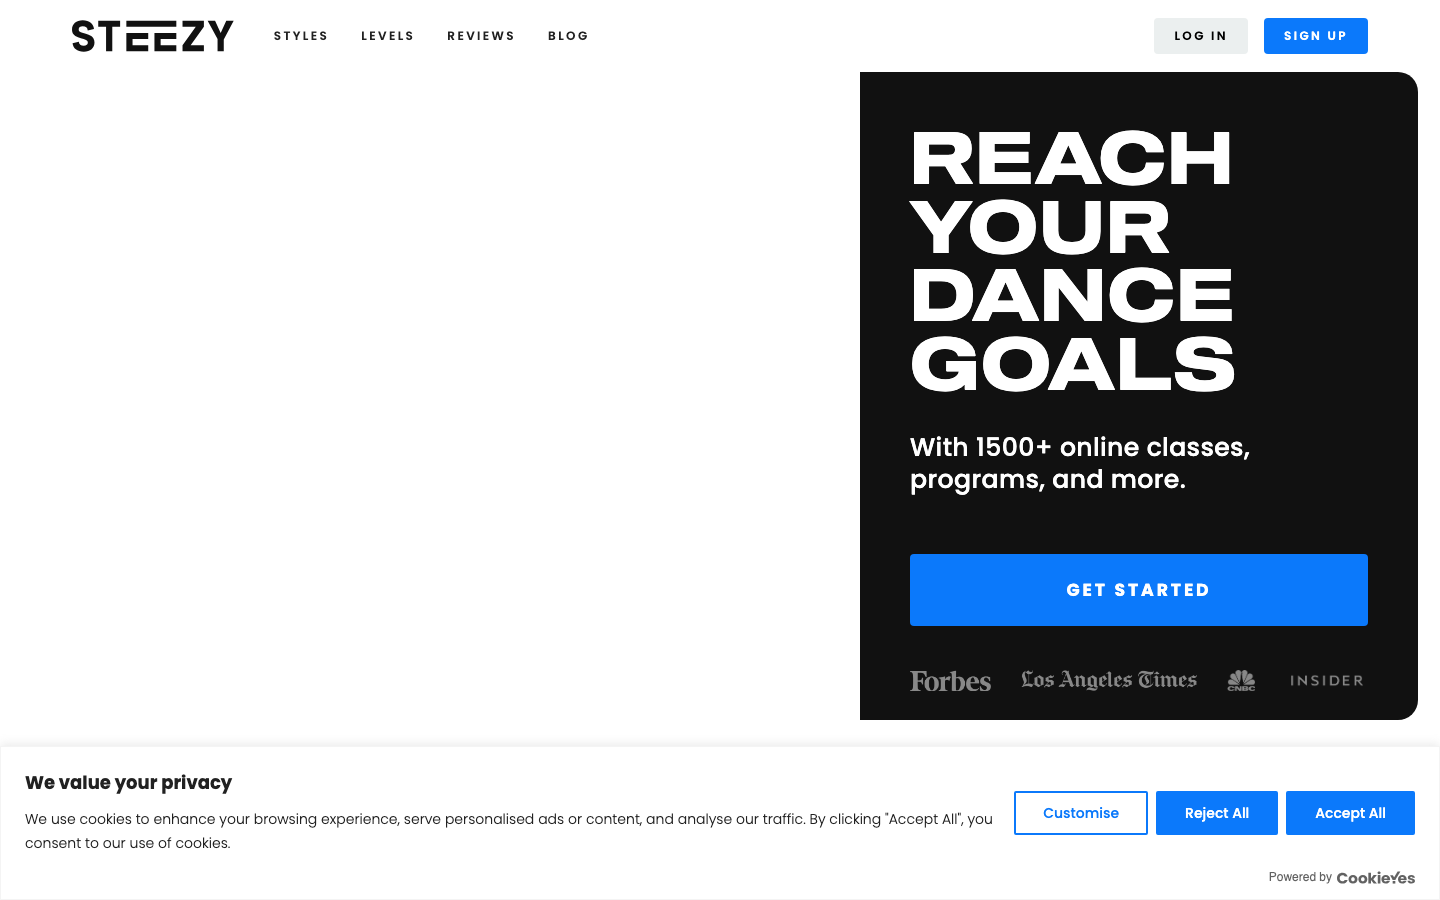 STEEZY
STYLES
LEVELS
REVIEWS
BLOG
LOG IN
SIGN UP
REACH
YOUR
DANCE
GOALS
With 1500+ online classes,
programs, and more.
GET STARTED
Forbes
Los Angeles Times
CNBC
INSIDER
We value your privacy
We use cookies to enhance your browsing experience, serve personalised ads or content, and analyse our traffic. By clicking "Accept All", you
consent to our use of cookies.
Customise
Reject All
Accept All
Powered by CookieYes